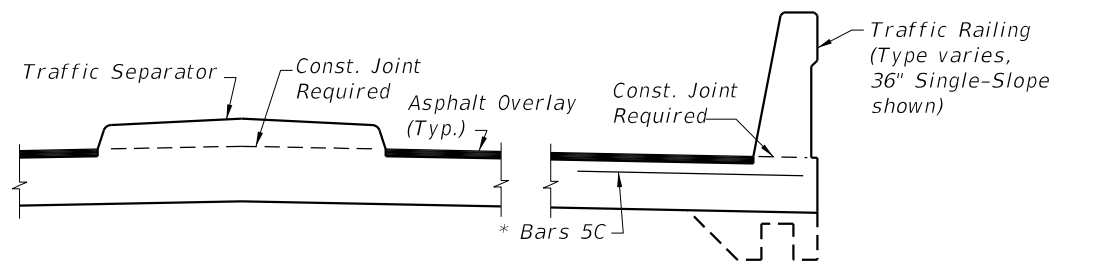 Traffic Separator
Const. Joint
Required
Asphalt Overlay
(Typ.)
Const. Joint
Required
Traffic Railing
(Type varies,
36" Single-Slope
shown)
* Bars 5C